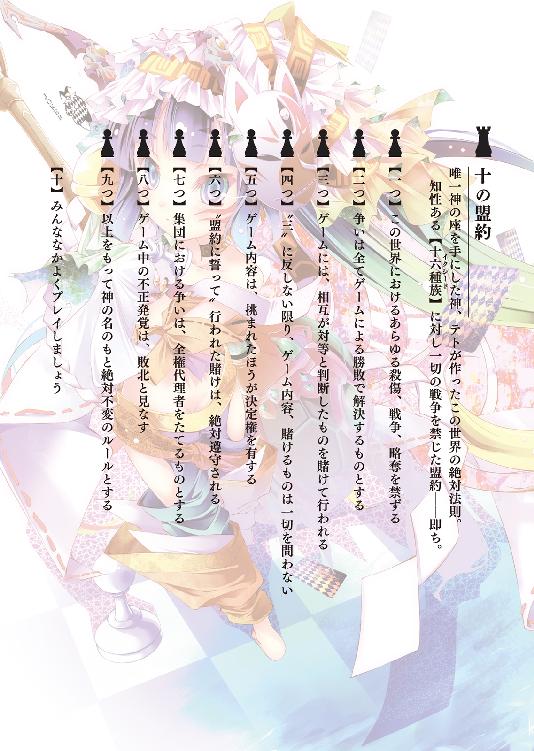 十の盟約
唯一神の座を手にした神、テトが作ったこの世界の絶対法則。
知性ある【十六種族】に対し一切の戦争を禁じた盟約――即ち。
イクシード
【一つ】この世界におけるあらゆる殺傷、戦争、略奪を禁ずる
【二つ】争いは全てゲームによる勝敗で解決するものとする
【三つ】ゲームには、相互が対等と判断したものを賭けて行われる
【四つ】〝三〟に反しない限り、ゲーム内容、賭けるものは一切を問わない
【五つ】ゲーム内容は、挑まれたほうが決定権を有する
【六つ】〝盟約に誓って〟行われた賭けは、絶対遵守される
【七つ】集団における争いは、全権代理者をたてるものとする
【八つ】ゲーム中の不正発覚は、敗北と見なす
【九つ】以上をもって神の名のもと絶対不変のルールとする
【十】みんななかよくプレイしましょう
JOKER